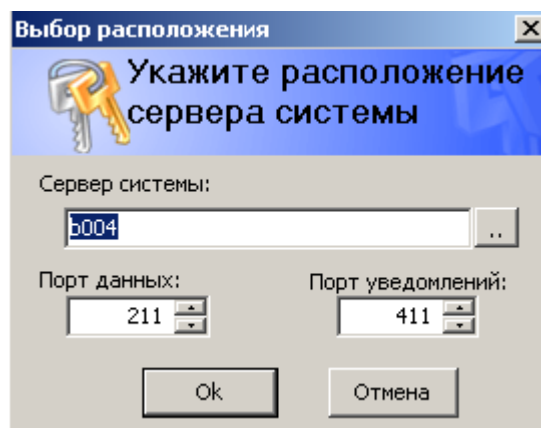 Выбор расположения
Укажите расположение
сервера системы
Сервер системы:
b004
..
Порт данных: Порт уведомлений:
211 411
Ok Отмена